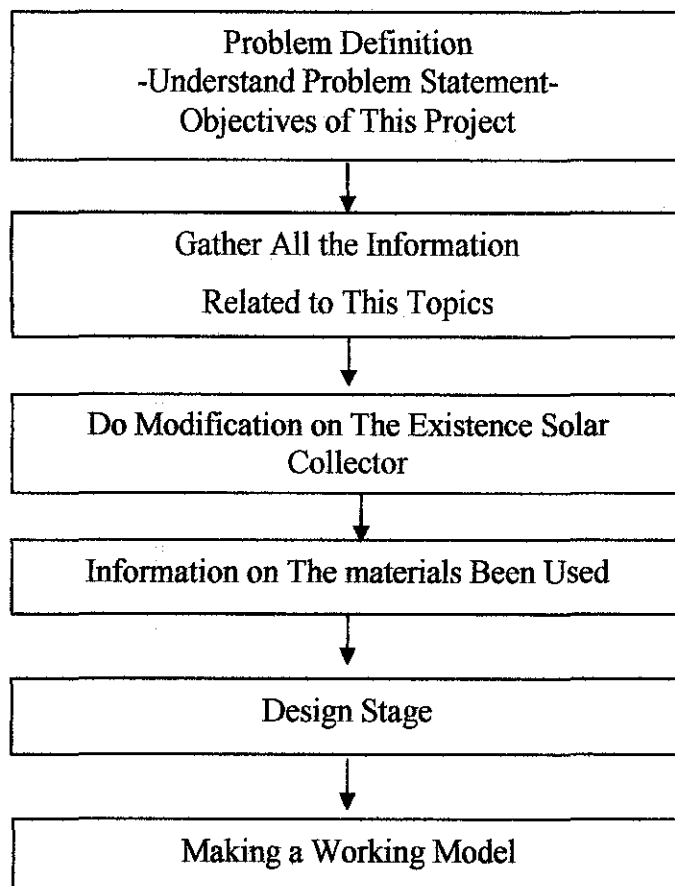 Problem Definition
-Understand Problem Statement-
Objectives of This Project
Gather All the Information
Related to This Topics
Do Modification on The Existence Solar
Collector
Information on The materials Been Used
Design Stage
Making a Working Model